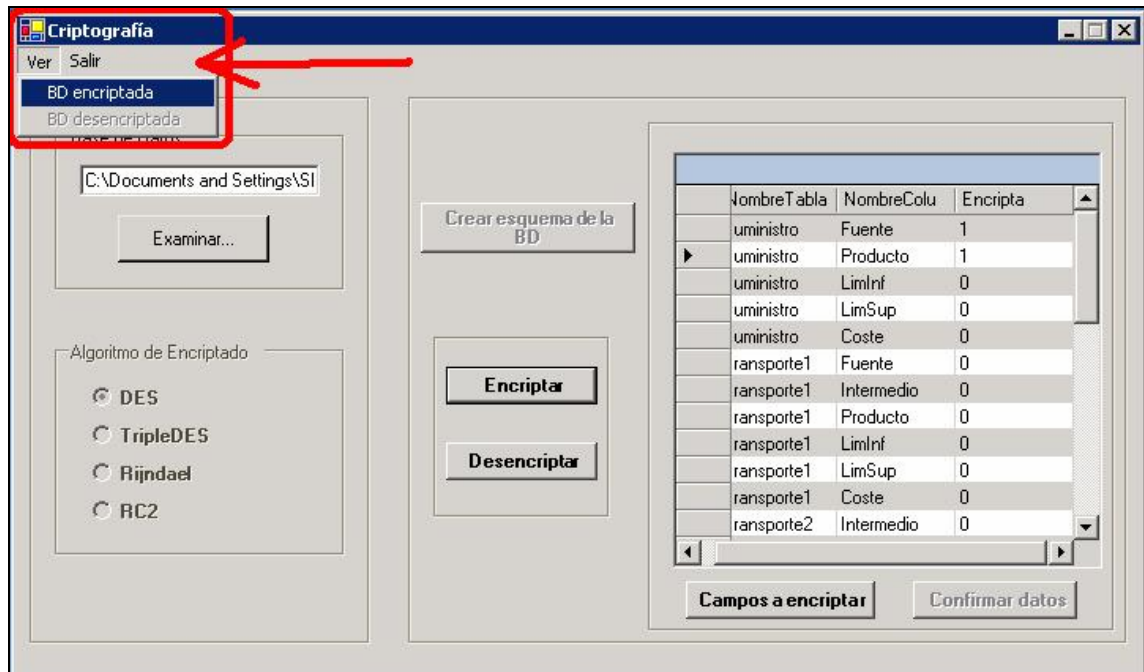 Criptografía
Ver Salir
BD encriptada
BD desencriptada
C:\Documents and Settings\SI
Examinar...
Algoritmo de Encriptado
DES
TripleDES
Rijndael
RC2
Crear esquema de la
BD
Encriptar
Desencriptar
NombreTabla NombreColu Encripta
uministro Fuente 1
uministro Producto 1
uministro LimInf 0
uministro LimSup 0
uministro Coste 0
ransporte1 Fuente 0
ransporte1 Intermedio 0
ransporte1 Producto 0
ransporte1 LimInf 0
ransporte1 LimSup 0
ransporte1 Coste 0
ransporte2 Intermedio 0
Campos a encriptar Confirmar datos